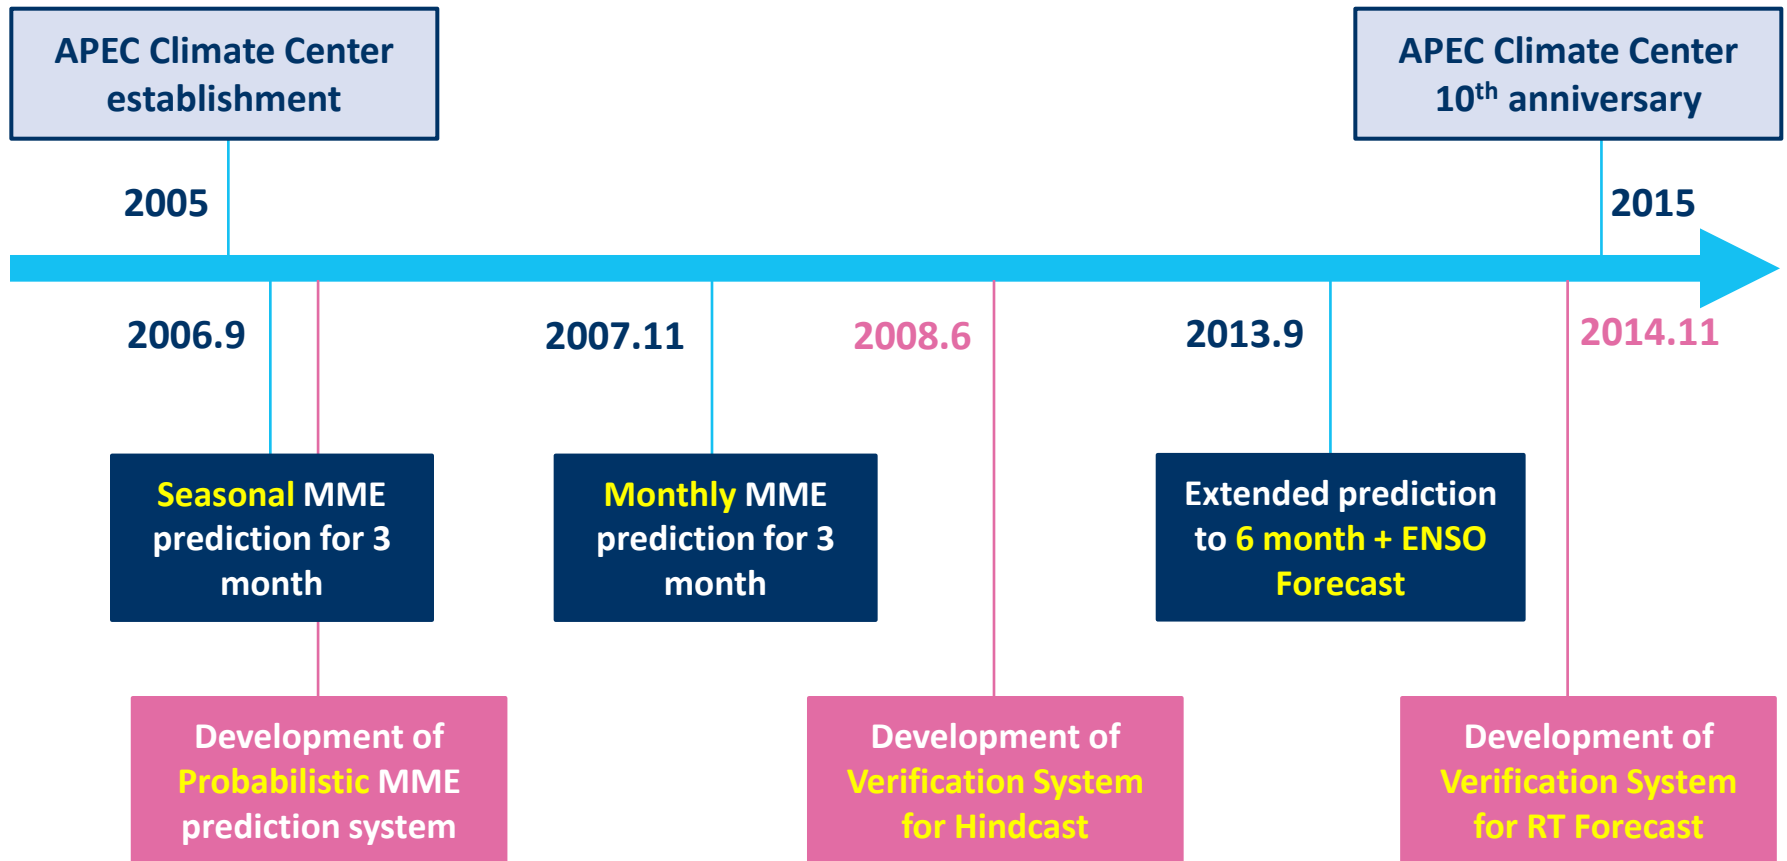 APEC Climate Center
establishment
APEC Climate Center
10th anniversary
2005
2015
2006.9
2007.11
2008.6
2013.9
2014.11
Seasonal MME
prediction for 3
month
Monthly MME
prediction for 3
month
Extended prediction
to 6 month + ENSO
Forecast
Development of
Probabilistic MME
prediction system
Development of
Verification System
for Hindcast
Development of
Verification System
for RT Forecast